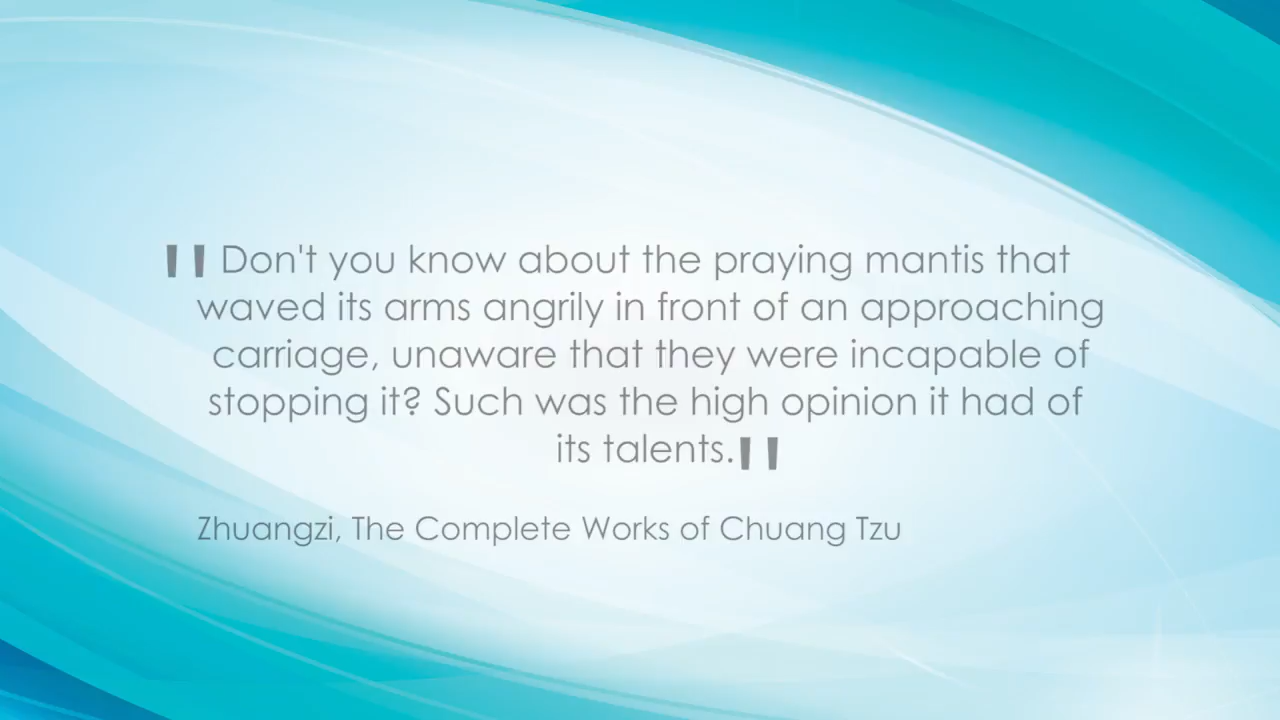 "Don't you know about the praying mantis that
waved its arms angrily in front of an approaching
carriage, unaware that they were incapable of
stopping it? Such was the high opinion it had of
its talents."
Zhuangzi, The Complete Works of Chuang Tzu